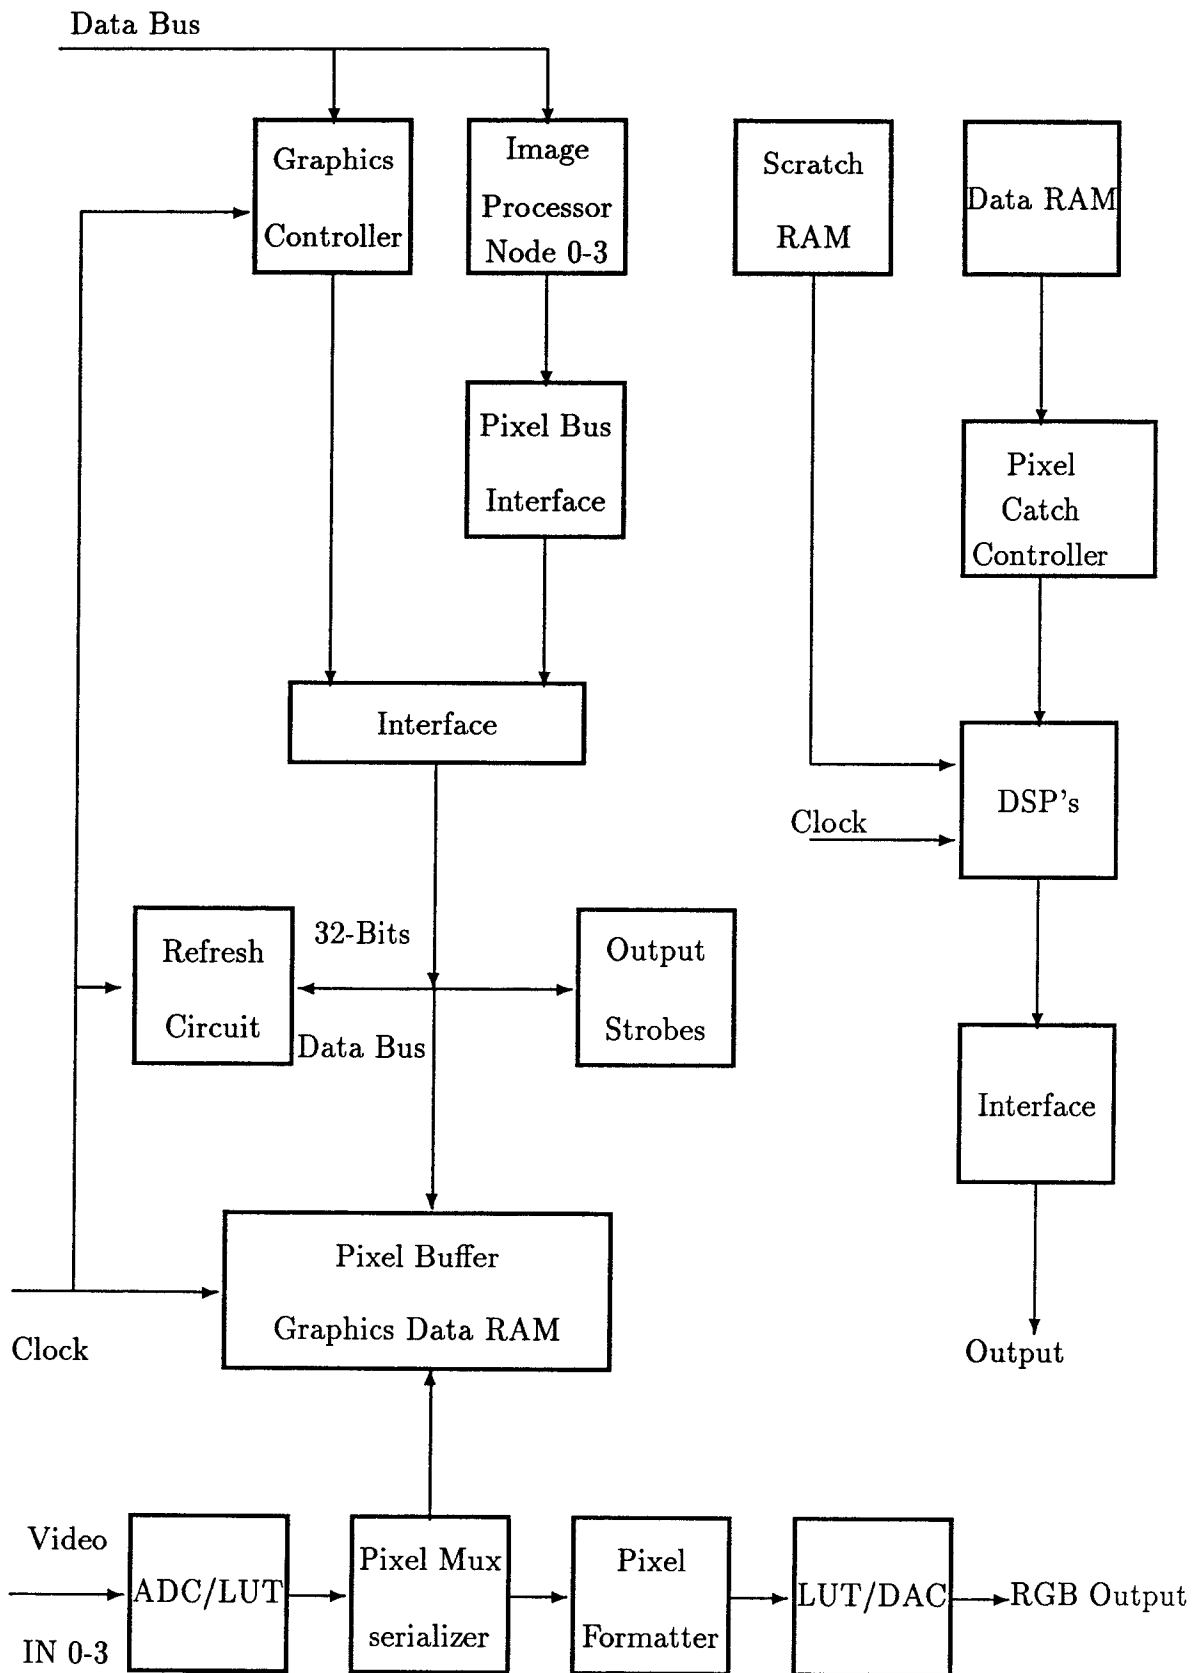 Data Bus
Graphics
Controller
Image
Processor
Node 0-3
Scratch
RAM
Data RAM
Pixel Bus
Interface
Pixel
Catch
Controller
Interface
DSP's
Clock
Refresh
Circuit
32-Bits
Data Bus
Output
Strobes
Interface
Pixel Buffer
Graphics Data RAM
Clock
Output
Video
IN 0-3
ADC/LUT
Pixel Mux
serializer
Pixel
Formatter
LUT/DAC
RGB Output